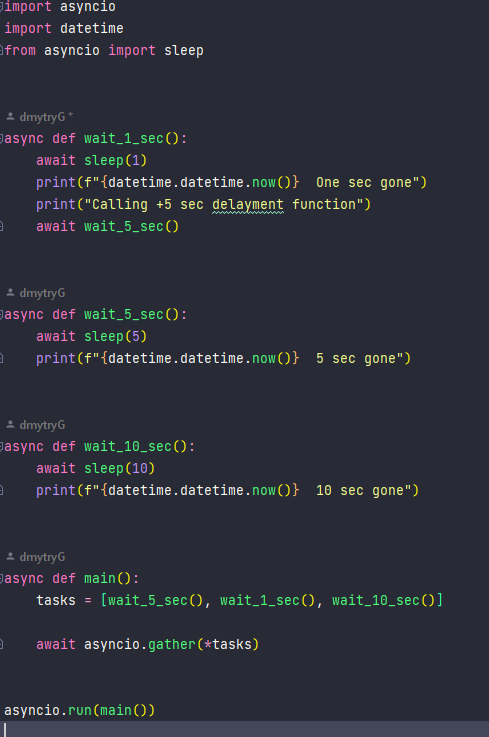 import asyncio
import datetime
from asyncio import sleep
dmytryG *
async def wait_1_sec():
    await sleep(1)
    print(f"{datetime.datetime.now()}  One sec gone")
    print("Calling +5 sec delayment function")
    await wait_5_sec()
dmytryG
async def wait_5_sec():
    await sleep(5)
    print(f"{datetime.datetime.now()}  5 sec gone")
dmytryG
async def wait_10_sec():
    await sleep(10)
    print(f"{datetime.datetime.now()}  10 sec gone")
dmytryG
async def main():
    tasks = [wait_5_sec(), wait_1_sec(), wait_10_sec()]
    await asyncio.gather(*tasks)
asyncio.run(main())